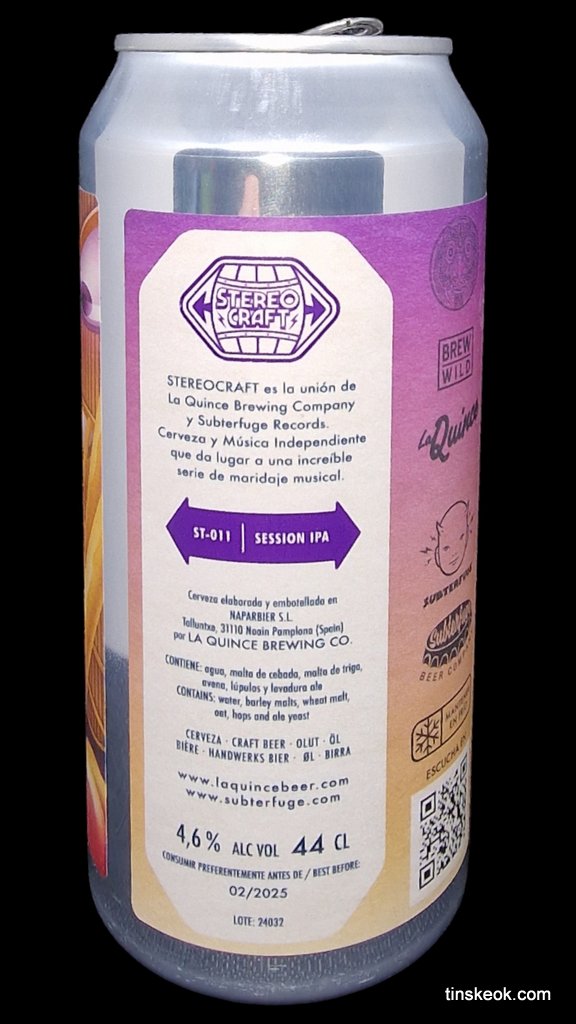 STEREO
CRAFT
STEREOCRAFT es la unión de
La Quince Brewing Company
y Subterfuge Records.
Cerveza y Música Independiente
que da lugar a una increíble
serie de maridaje musical.
ST-011 | SESSION IPA
Cerveza elaborada y embotellada en
NAPARBIER S.L.
Talluntxe, 31110 Noain Pamplona (Spain)
por LA QUINCE BREWING CO.
CONTIENE: agua, malta de cebada, malta de trigo,
avena, lúpulos y levadura ale
CONTAINS: water, barley malts, wheat malt,
oat, hops and ale yeast
CERVEZA · CRAFT BEER · OLUT · ÖL
BIÈRE · HANDWERKS BIER · ØL · BIRRA
www.laquincebeer.com
www.subterfuge.com
4,6% ALC VOL 44 CL
CONSUMIR PREFERENTEMENTE ANTES DE / BEST BEFORE:
02/2025
LOTE: 24032
BREW
WILD
La Quince
SUBTERFUGE
BEER
ESCUCHA
tinskeok.com